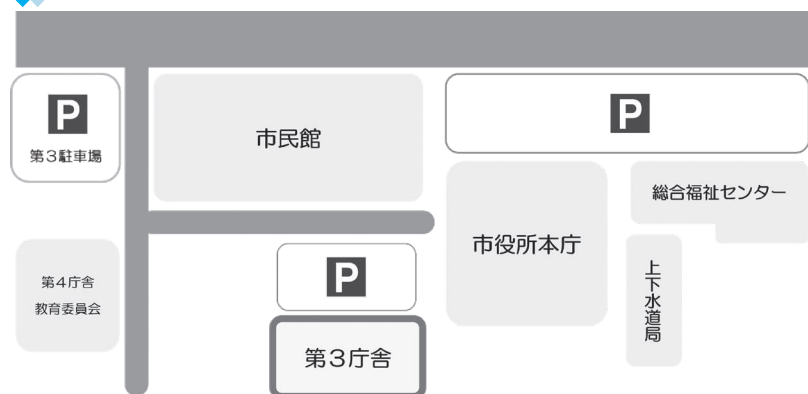 P
第3駐車場
市民館
P
総合福祉センター
市役所本庁
上下水道局
第4庁舎
教育委員会
P
第3庁舎